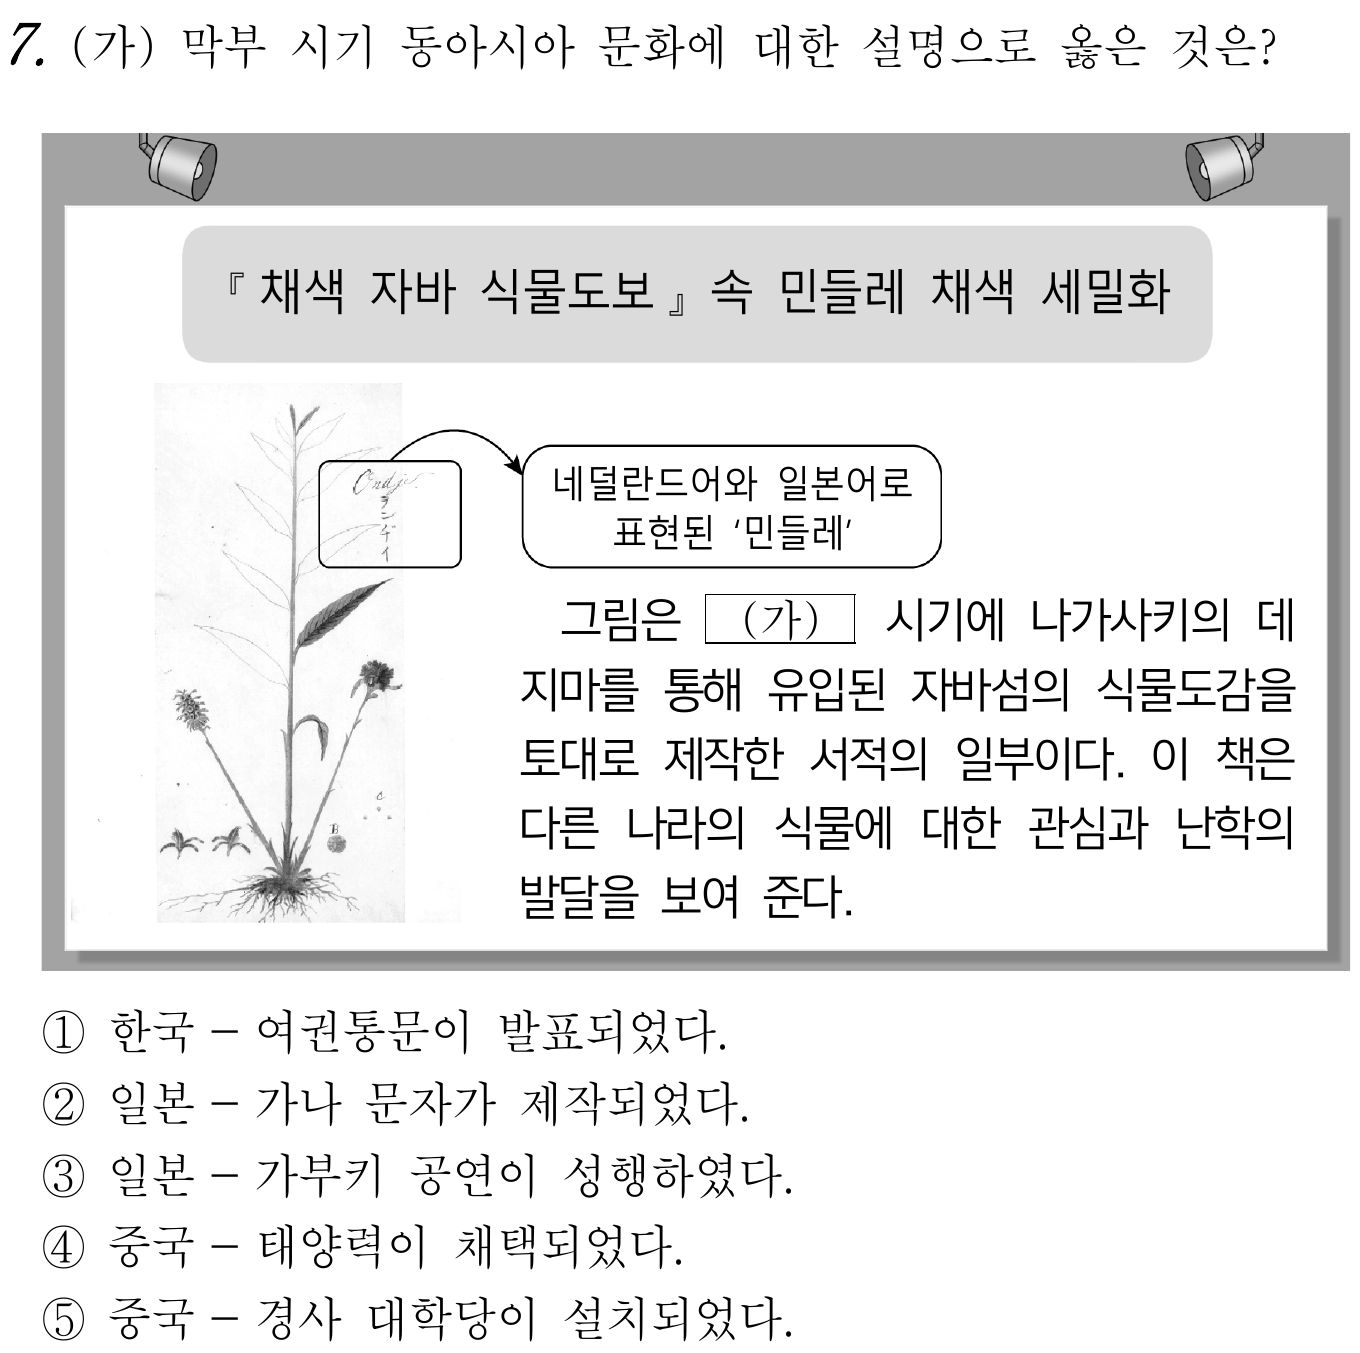 7. (가) 막부 시기 동아시아 문화에 대한 설명으로 옳은 것은?
『채색 자바 식물도보』 속 민들레 채색 세밀화
Ondje.
ヲンヂイ
네덜란드어와 일본어로
표현된 ‘민들레’
그림은 (가) 시기에 나가사키의 데
지마를 통해 유입된 자바섬의 식물도감을
토대로 제작한 서적의 일부이다. 이 책은
다른 나라의 식물에 대한 관심과 난학의
발달을 보여 준다.
C
B
① 한국 – 여권통문이 발표되었다.
② 일본 – 가나 문자가 제작되었다.
③ 일본 – 가부키 공연이 성행하였다.
④ 중국 – 태양력이 채택되었다.
⑤ 중국 – 경사 대학당이 설치되었다.